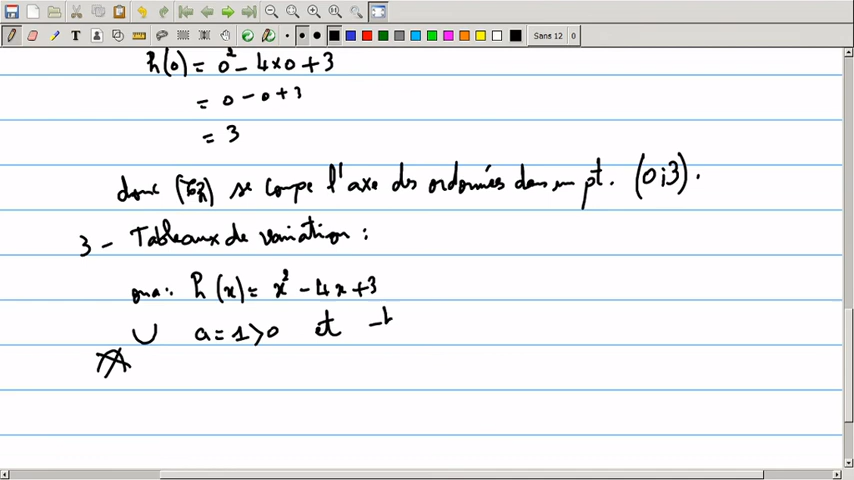 Sans 12 0
h(0) = 0² - 4×0 + 3
= 0 - 0 + 3
= 3
donc (𝒞h) se coupe l'axe des ordonnées dans un pt. (0;3).
3 - Tableaux de variation :
on a: h(x) = x² - 4x + 3
∪ a = 1 > 0 et -b